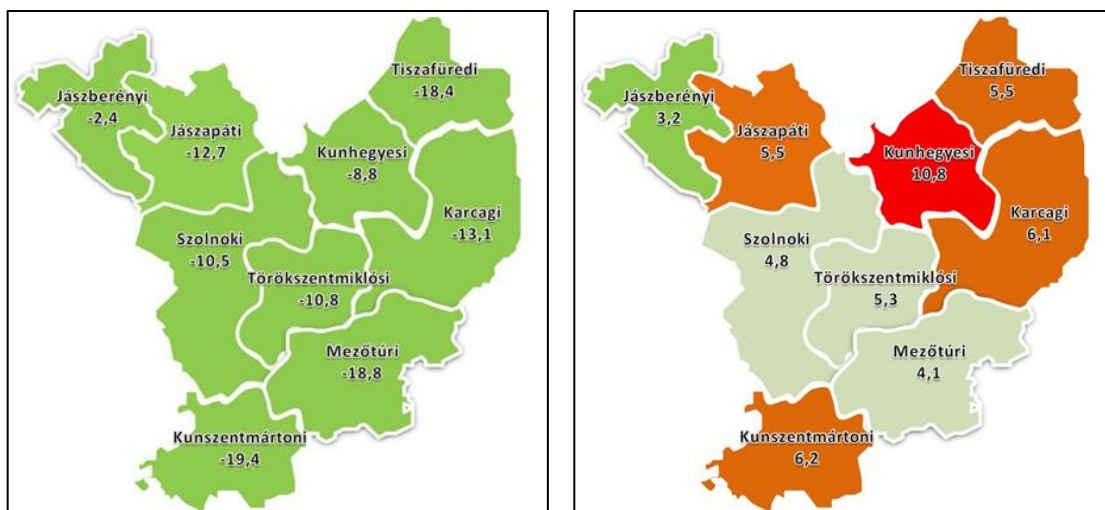 Tiszafüredi
-18,4
Jászberényi
-2,4
Jászapáti
-12,7
Kunhegyesi
-8,8
Karcagi
-13,1
Szolnoki
-10,5
Törökszentmiklósi
-10,8
Mezőtúri
-18,8
Kunszentmártoni
-19,4
Tiszafüredi
5,5
Jászberényi
3,2
Jászapáti
5,5
Kunhegyesi
10,8
Karcagi
6,1
Szolnoki
4,8
Törökszentmiklósi
5,3
Mezőtúri
4,1
Kunszentmártoni
6,2